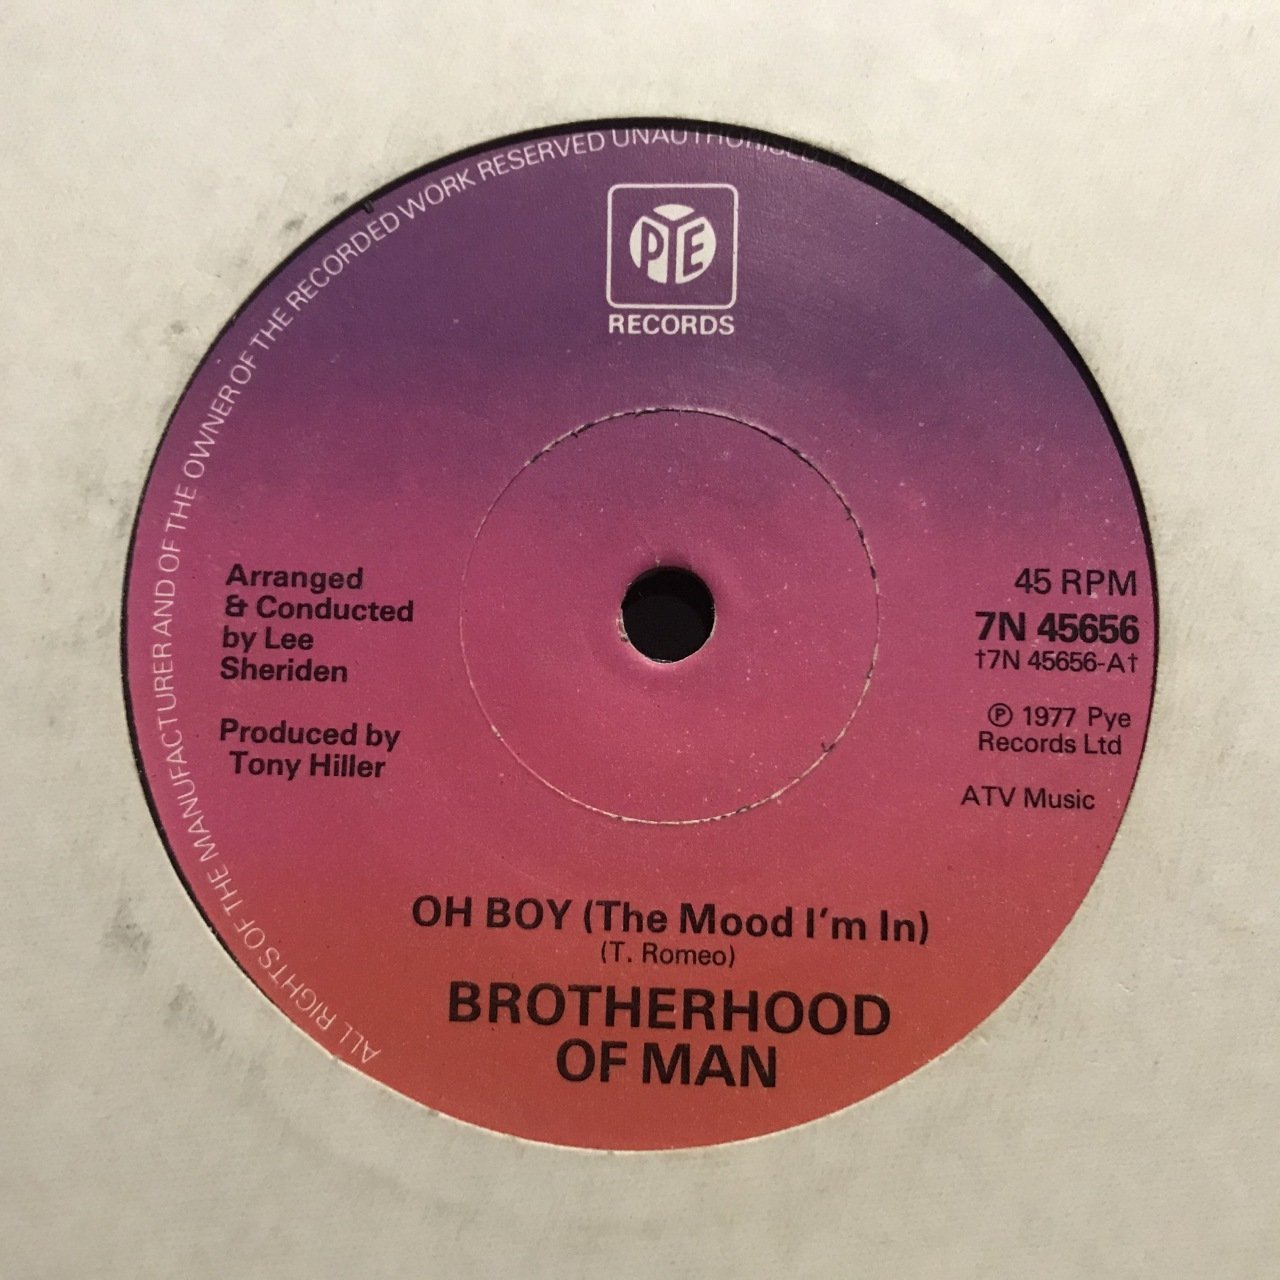 ALL RIGHTS OF THE MANUFACTURER AND OF THE OWNER OF THE RECORDED WORK RESERVED UNAUTHORISED
PYE
RECORDS
Arranged
& Conducted
by Lee
Sheriden
Produced by
Tony Hiller
45 RPM
7N 45656
†7N 45656-A†
℗ 1977 Pye
Records Ltd
ATV Music
OH BOY (The Mood I'm In)
(T. Romeo)
BROTHERHOOD
OF MAN